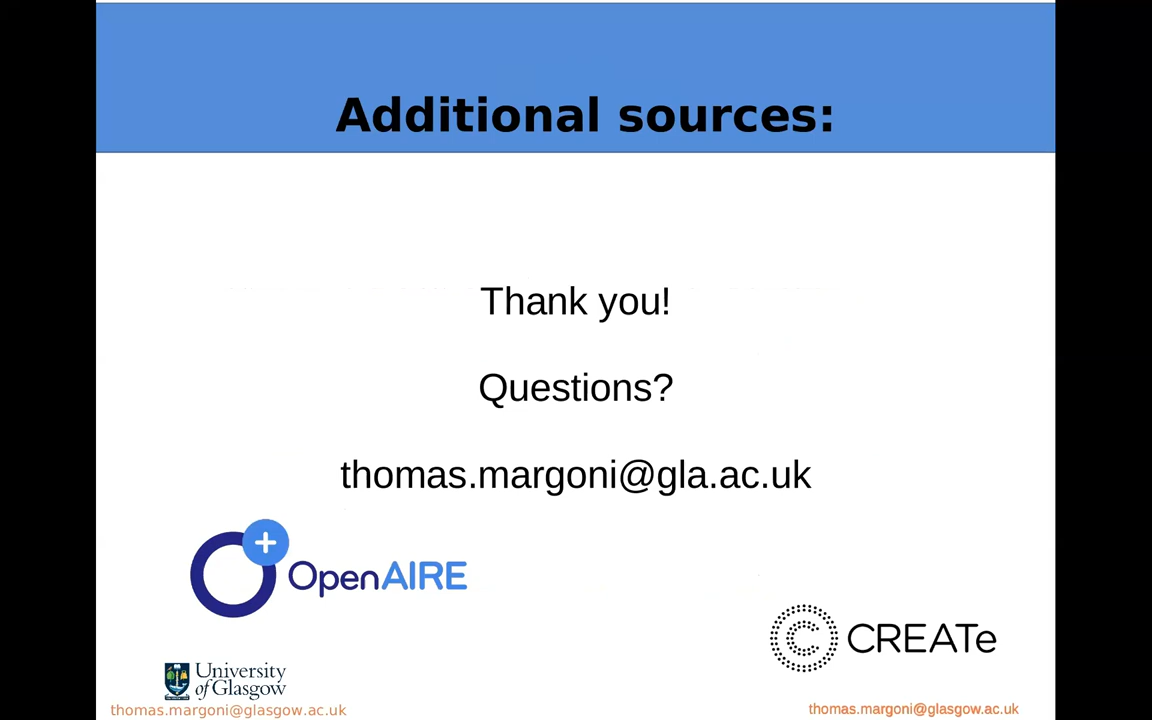 Additional sources:
Thank you!
Questions?
thomas.margoni@gla.ac.uk
OpenAIRE
CREATe
University
of Glasgow
thomas.margoni@glasgow.ac.uk
thomas.margoni@glasgow.ac.uk